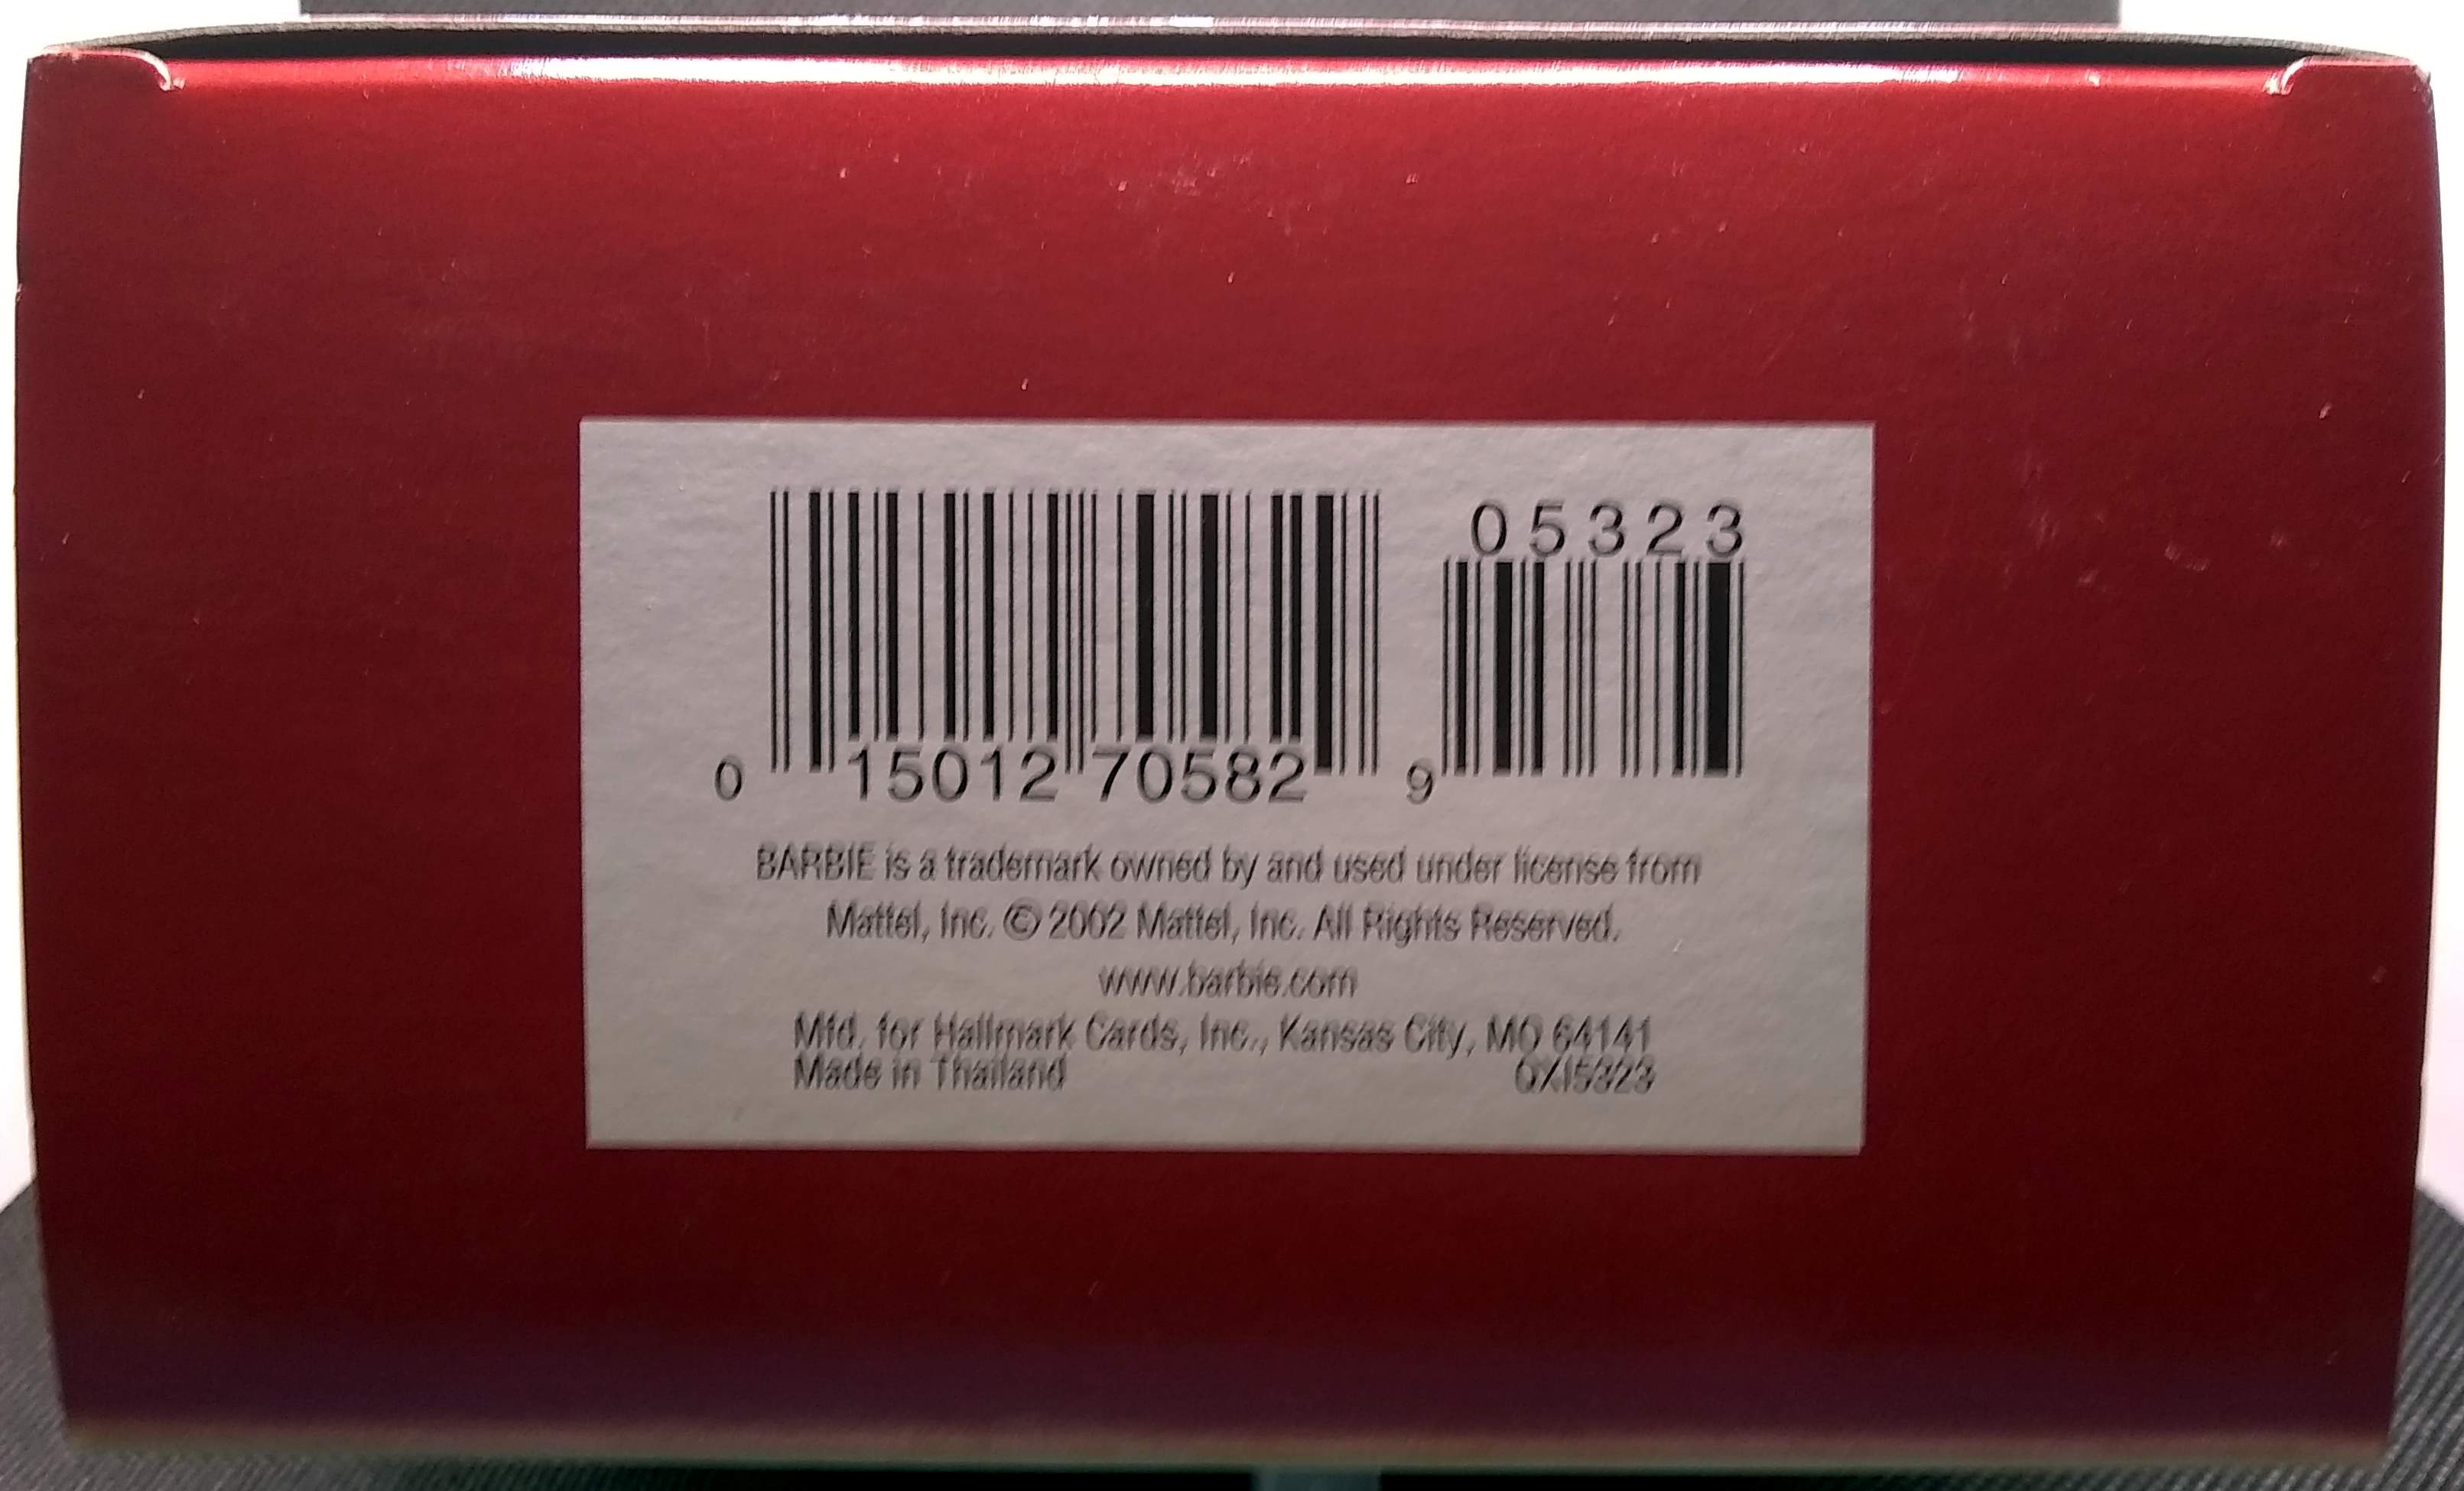 05323
0 15012 70582 9
BARBIE is a trademark owned by and used under license from
Mattel, Inc. © 2002 Mattel, Inc. All Rights Reserved.
www.barbie.com
Mfd. for Hallmark Cards, Inc., Kansas City, MO 64141
Made in Thailand QXI5323